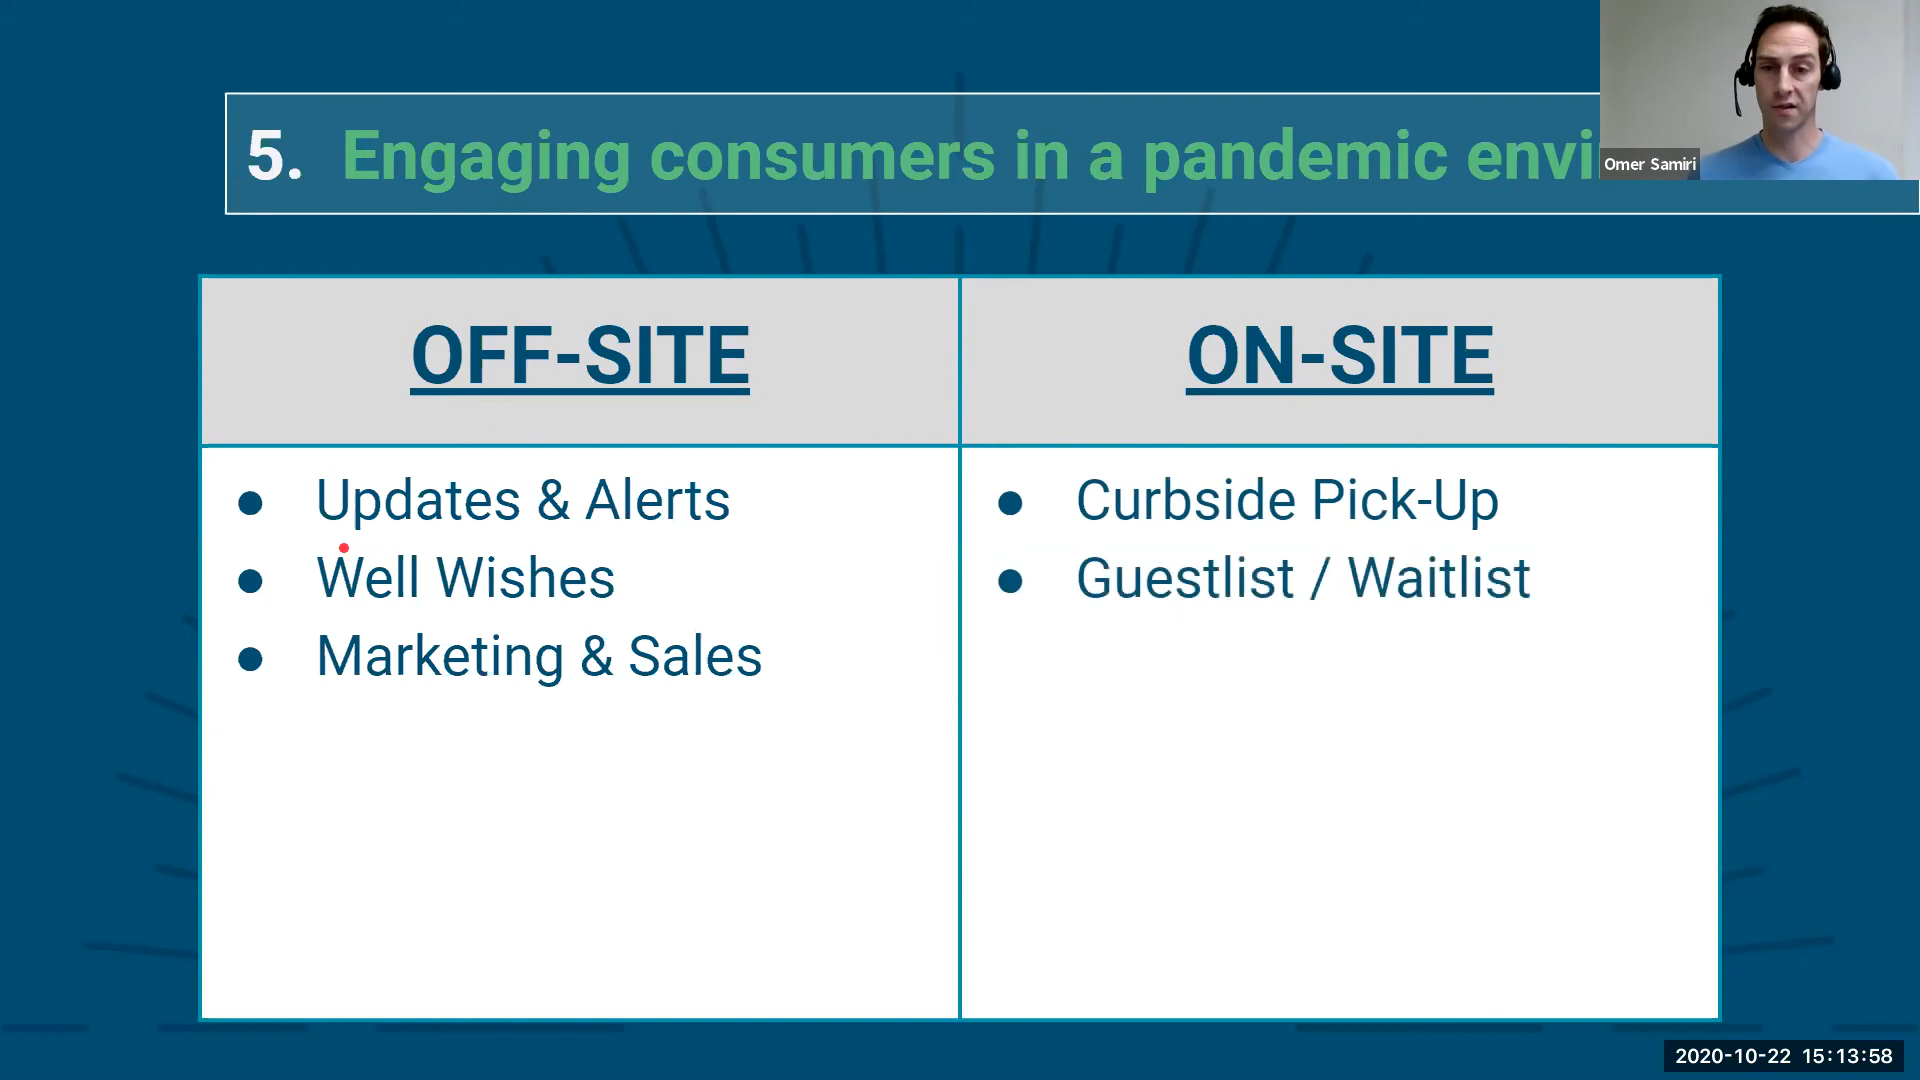 5. Engaging consumers in a pandemic envi
Omer Samiri
OFF-SITE
ON-SITE
● Updates & Alerts
● Well Wishes
● Marketing & Sales
● Curbside Pick-Up
● Guestlist / Waitlist
2020-10-22 15:13:58